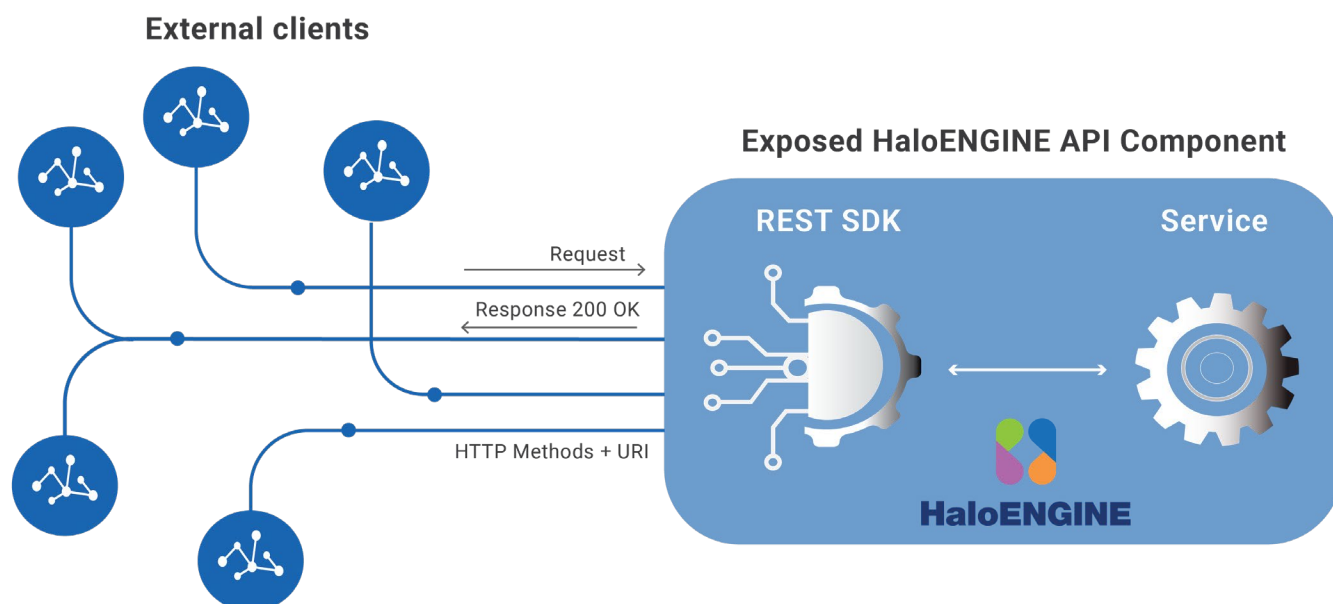 External clients
Exposed HaloENGINE API Component
REST SDK
Service
Request
Response 200 OK
HTTP Methods + URI
HaloENGINE